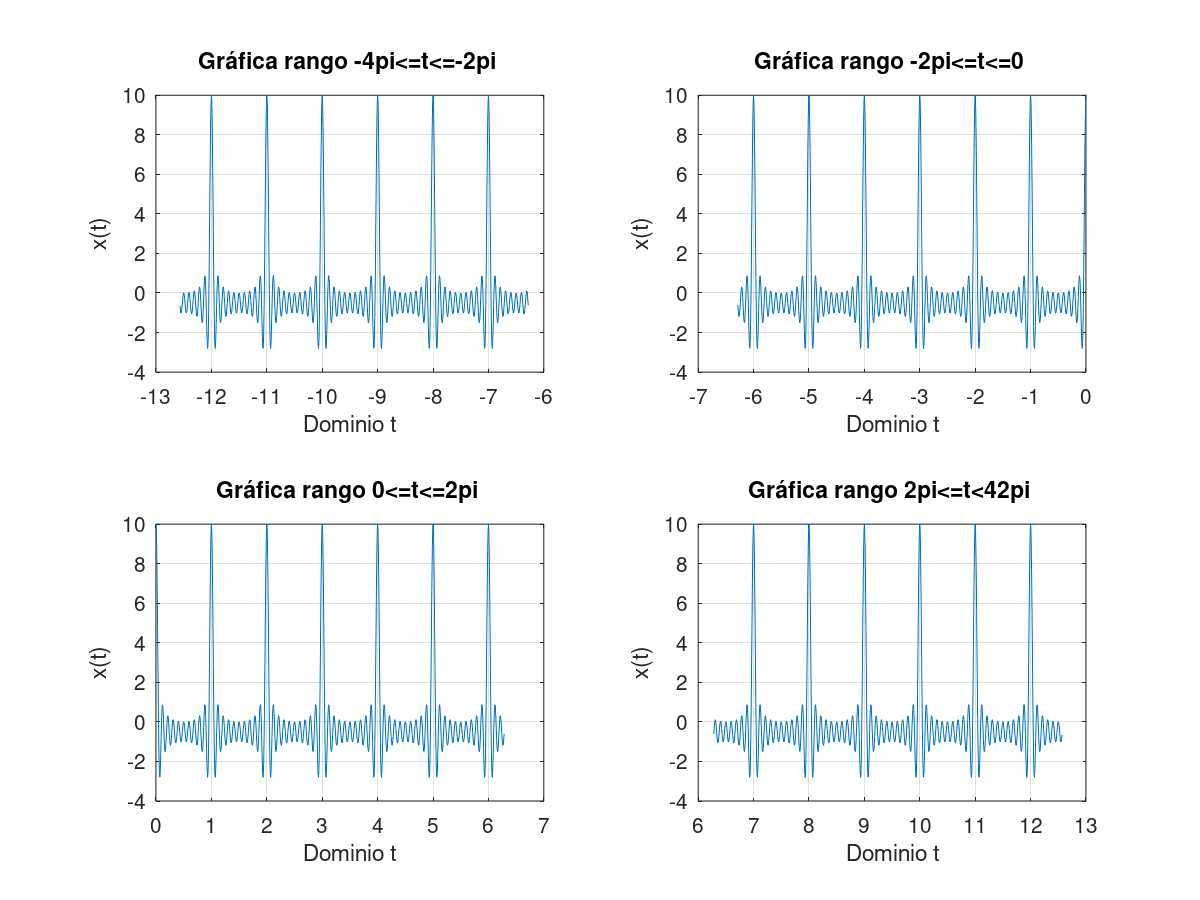 Gráfica rango -4pi<=t<=-2pi
10
8
6
4
2
0
-2
-4
x(t)
-13 -12 -11 -10 -9 -8 -7 -6
Dominio t
Gráfica rango -2pi<=t<=0
10
8
6
4
2
0
-2
-4
x(t)
-7 -6 -5 -4 -3 -2 -1 0
Dominio t
Gráfica rango 0<=t<=2pi
10
8
6
4
2
0
-2
-4
x(t)
0 1 2 3 4 5 6 7
Dominio t
Gráfica rango 2pi<=t<42pi
10
8
6
4
2
0
-2
-4
x(t)
6 7 8 9 10 11 12 13
Dominio t